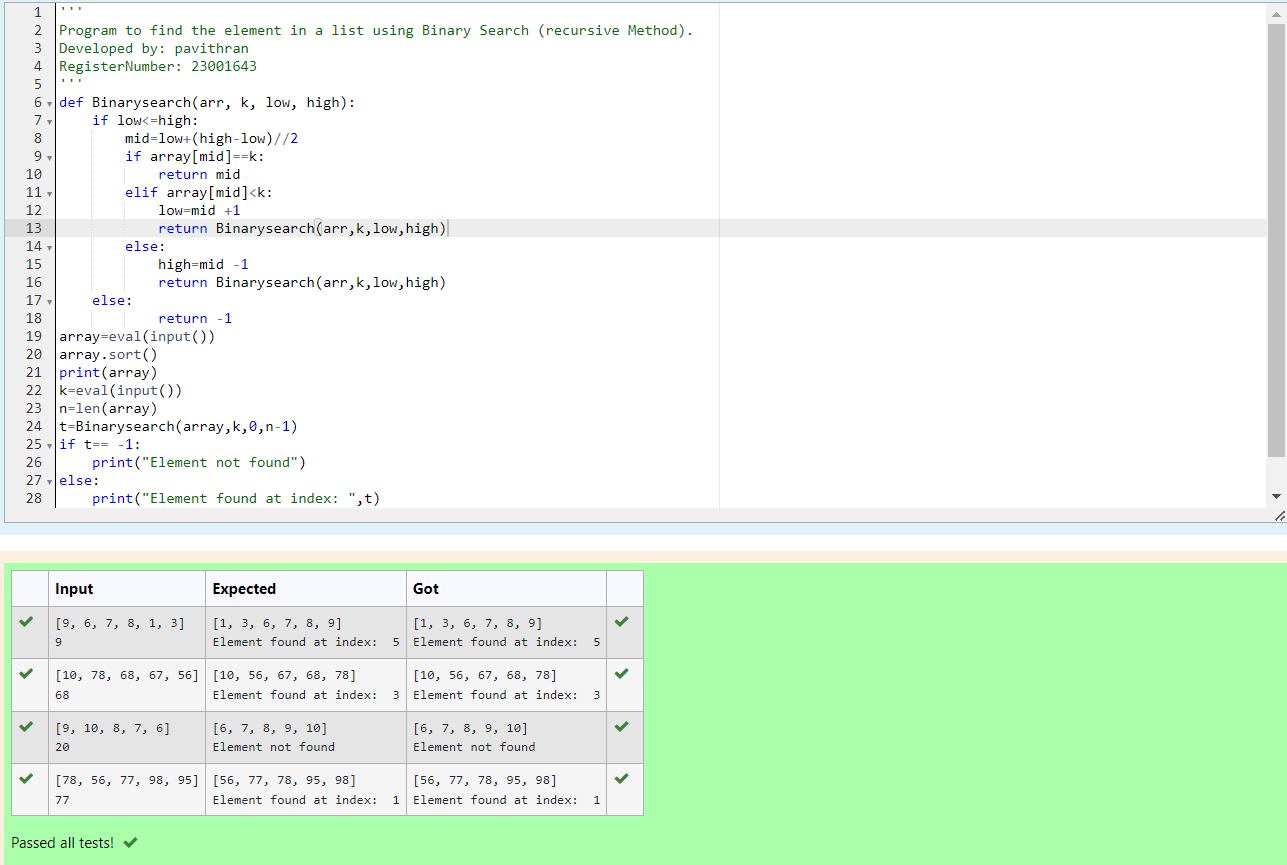 1 '''
2 Program to find the element in a list using Binary Search (recursive Method).
3 Developed by: pavithran
4 RegisterNumber: 23001643
5 '''
6 def Binarysearch(arr, k, low, high):
7     if low<=high:
8         mid=low+(high-low)//2
9         if array[mid]==k:
10             return mid
11         elif array[mid]<k:
12             low=mid +1
13             return Binarysearch(arr,k,low,high)
14         else:
15             high=mid -1
16             return Binarysearch(arr,k,low,high)
17     else:
18             return -1
19 array=eval(input())
20 array.sort()
21 print(array)
22 k=eval(input())
23 n=len(array)
24 t=Binarysearch(array,k,0,n-1)
25 if t== -1:
26     print("Element not found")
27 else:
28     print("Element found at index: ",t)
Input Expected Got
[9, 6, 7, 8, 1, 3] [1, 3, 6, 7, 8, 9] [1, 3, 6, 7, 8, 9]
9 Element found at index:  5 Element found at index:  5
[10, 78, 68, 67, 56] [10, 56, 67, 68, 78] [10, 56, 67, 68, 78]
68 Element found at index:  3 Element found at index:  3
[9, 10, 8, 7, 6] [6, 7, 8, 9, 10] [6, 7, 8, 9, 10]
20 Element not found Element not found
[78, 56, 77, 98, 95] [56, 77, 78, 95, 98] [56, 77, 78, 95, 98]
77 Element found at index:  1 Element found at index:  1
Passed all tests!